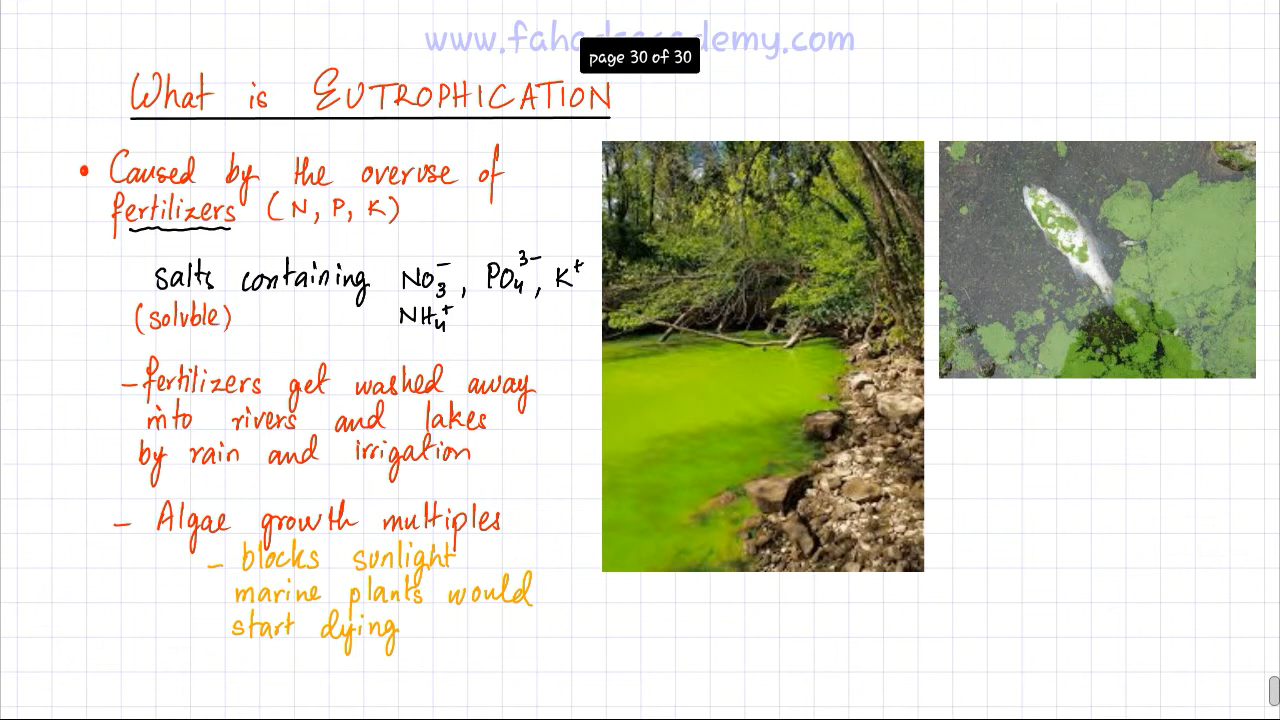 www.fahadsacademy.com
page 30 of 30
What is EUTROPHICATION
• Caused by the overuse of
fertilizers (N, P, K)
salts containing NO₃⁻, PO₄³⁻, K⁺
(soluble) NH₄⁺
- fertilizers get washed away
into rivers and lakes
by rain and irrigation
- Algae growth multiples
- blocks sunlight
marine plants would
start dying